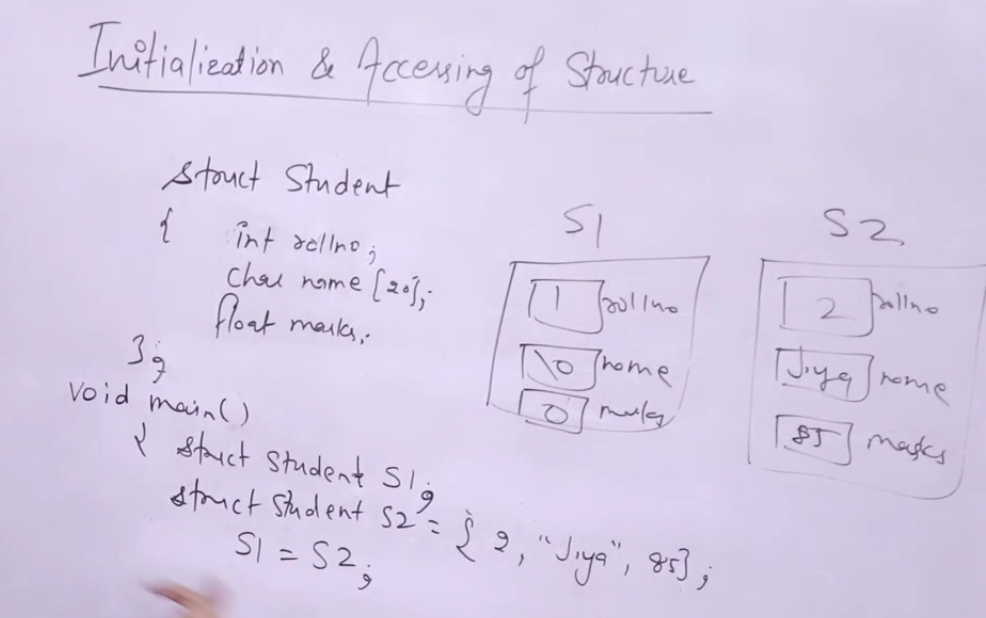 Initialization & Accessing of Structure
struct Student
{ int rollno;
char name [20];
float marks;
};
void main()
{ struct Student S1;
struct Student S2 = { 2, "Jiya", 85};
S1 = S2;
S1
1 rollno
\0 name
0 marks
S2
2 rollno
Jiya name
85 marks